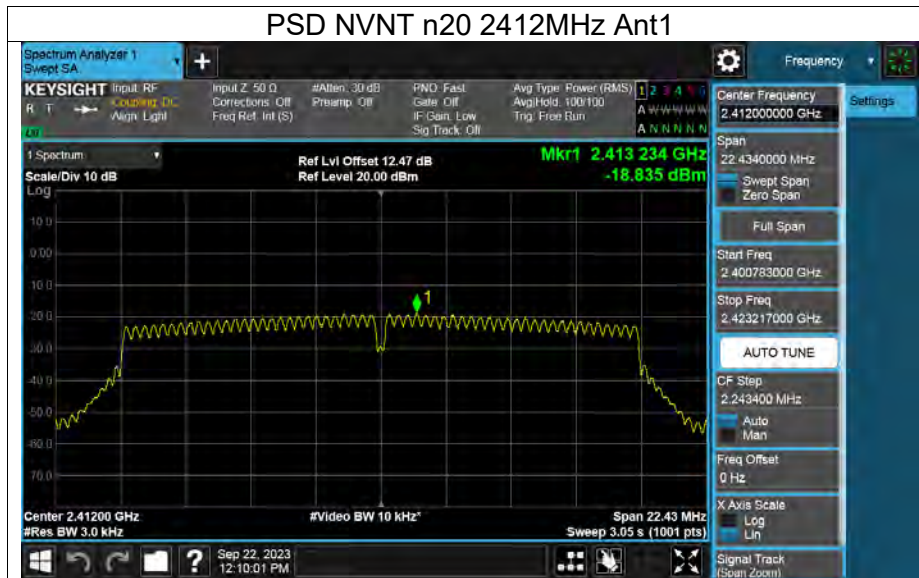 PSD NVNT n20 2412MHz Ant1
Spectrum Analyzer 1
Swept SA
+
Frequency
KEYSIGHT
R T
Input: RF
Coupling: DC
Align: Light
Input Z: 50 Ω
Corrections: Off
Freq Ref: Int (S)
#Atten: 30 dB
Preamp: Off
PNO: Fast
Gate: Off
IF Gain: Low
Sig Track: Off
Avg Type: Power (RMS)
Avg|Hold: 100/100
Trig: Free Run
1 2 3 4 5 6
A W W W W W
A N N N N N
Center Frequency
2.412000000 GHz
Settings
1 Spectrum
Scale/Div 10 dB
Log
Ref Lvl Offset 12.47 dB
Ref Level 20.00 dBm
Mkr1 2.413 234 GHz
-18.835 dBm
Span
22.4340000 MHz
Swept Span
Zero Span
Full Span
Start Freq
2.400783000 GHz
Stop Freq
2.423217000 GHz
AUTO TUNE
CF Step
2.243400 MHz
Auto
Man
Freq Offset
0 Hz
X Axis Scale
Log
Lin
Signal Track
(Span Zoom)
10.0
0.00
-10.0
-20.0
-30.0
-40.0
-50.0
-60.0
-70.0
1
Center 2.41200 GHz
#Res BW 3.0 kHz
#Video BW 10 kHz*
Span 22.43 MHz
Sweep 3.05 s (1001 pts)
?
Sep 22, 2023
12:10:01 PM